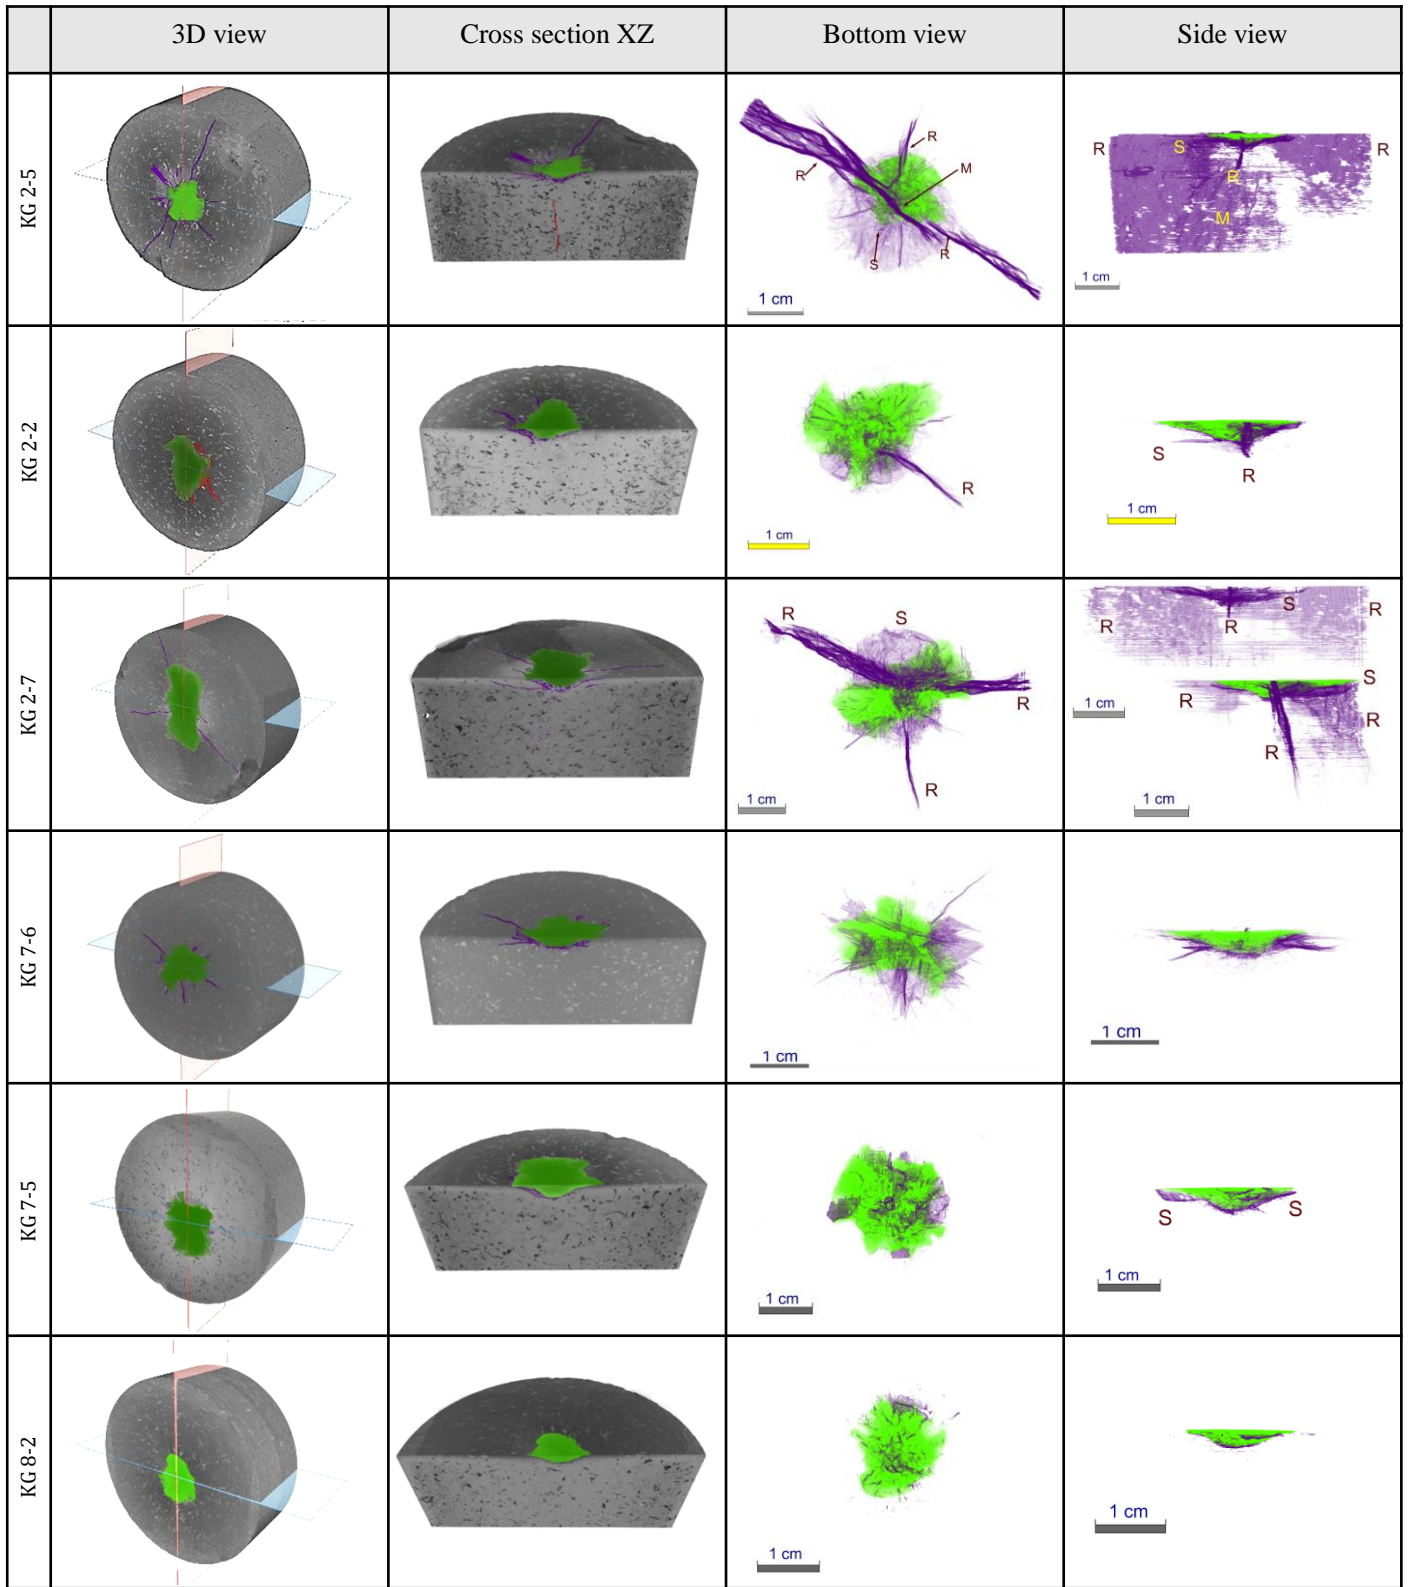 3D view
Cross section XZ
Bottom view
Side view
KG 2-5
R
R
M
R
S
1 cm
R
S
R
R
M
1 cm
KG 2-2
R
1 cm
S
R
1 cm
KG 2-7
R
S
R
R
1 cm
S
R
R
R
S
R
R
R
1 cm
1 cm
KG 7-6
1 cm
1 cm
KG 7-5
1 cm
S
S
1 cm
KG 8-2
1 cm
1 cm